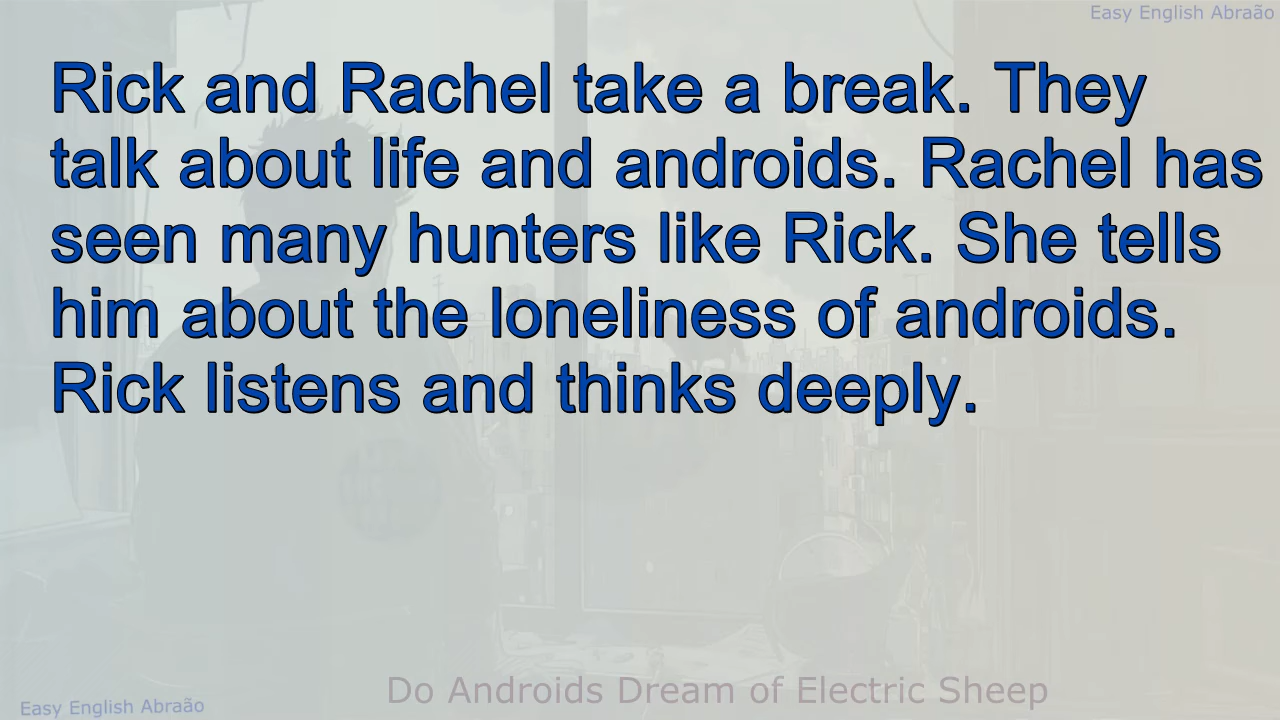 Easy English Abraão
Rick and Rachel take a break. They
talk about life and androids. Rachel has
seen many hunters like Rick. She tells
him about the loneliness of androids.
Rick listens and thinks deeply.
Do Androids Dream of Electric Sheep
Easy English Abraão